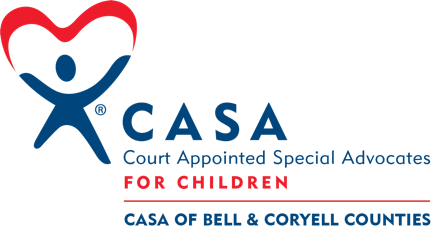 ® CASA
Court Appointed Special Advocates
FOR CHILDREN
CASA OF BELL & CORYELL COUNTIES